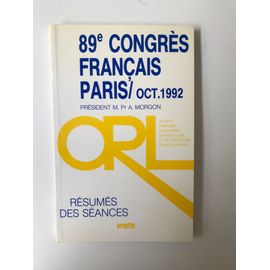 89e CONGRÈS
FRANÇAIS
PARIS/ OCT.1992
PRÉSIDENT M. Pr A. MORGON
ORL
RÉSUMÉS
DES SÉANCES
arnette